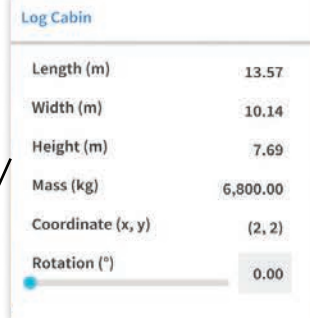 Log Cabin
Length (m) 13.57
Width (m) 10.14
Height (m) 7.69
Mass (kg) 6,800.00
Coordinate (x, y) (2, 2)
Rotation (°) 0.00